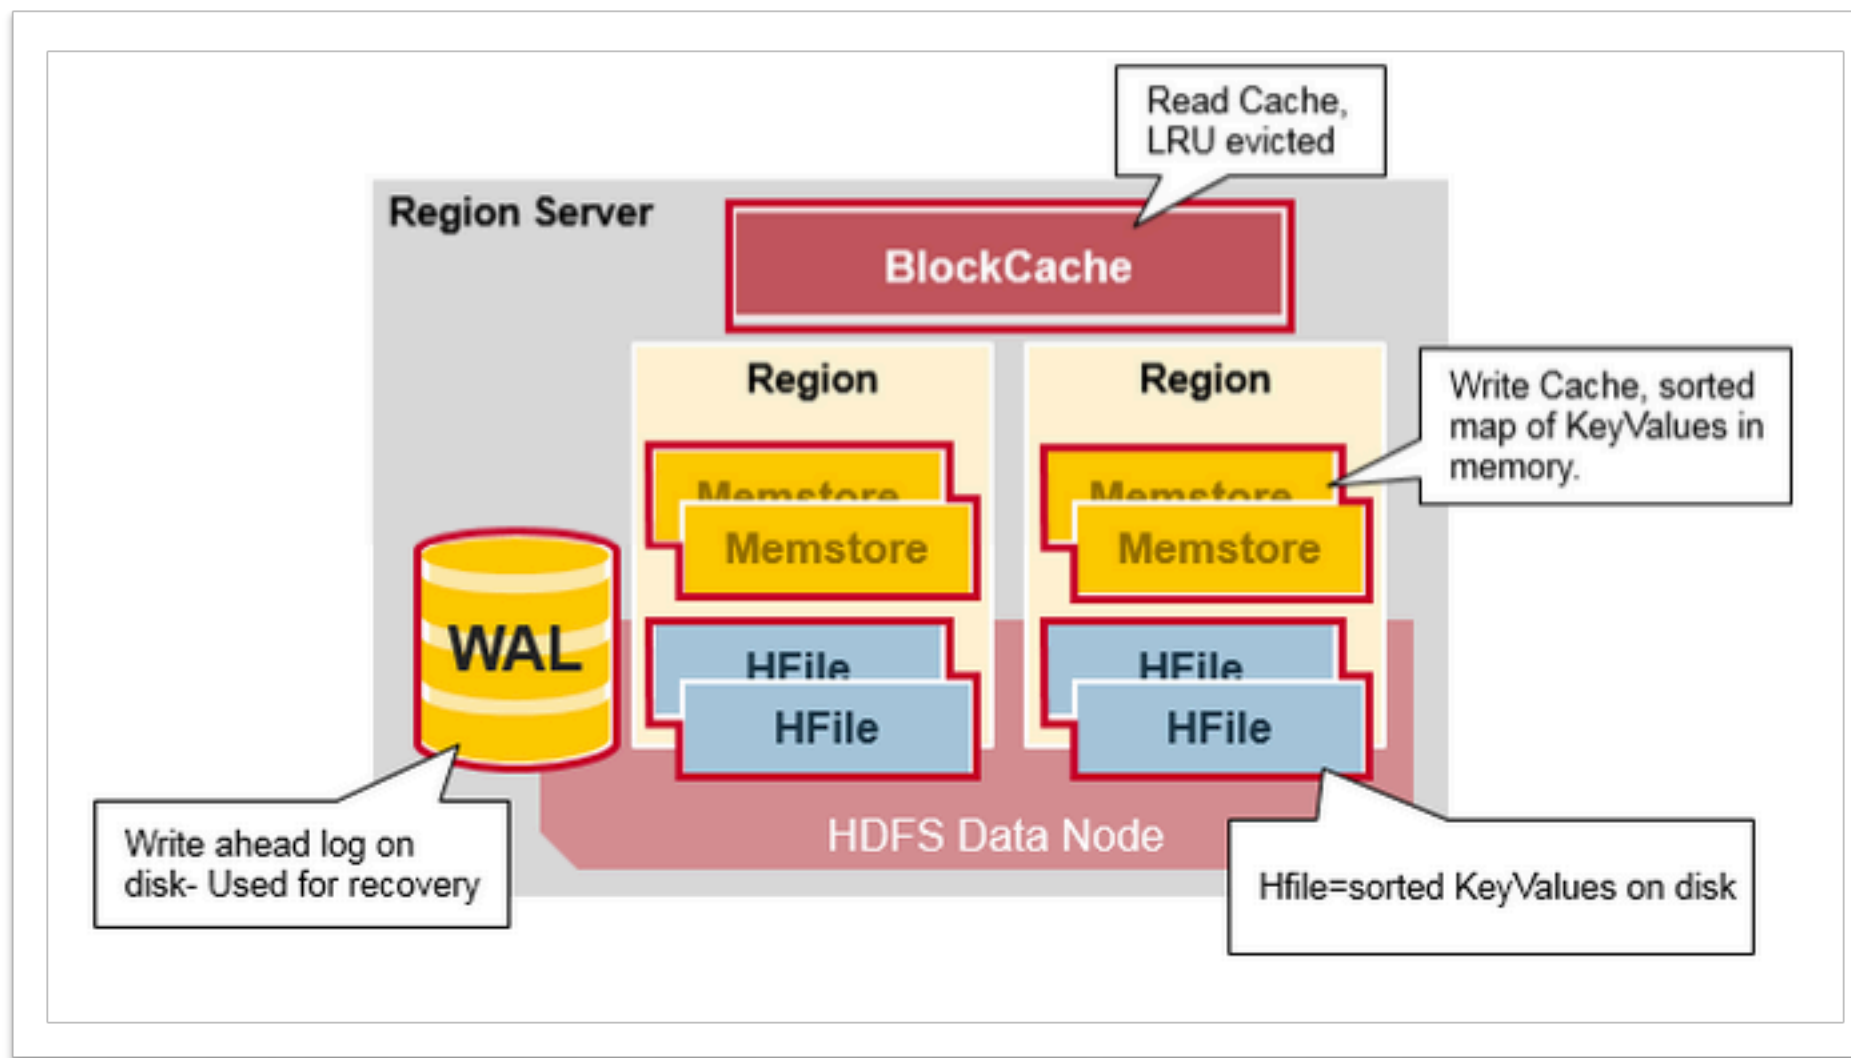 Read Cache,
LRU evicted
Region Server
BlockCache
Region
Region
Write Cache, sorted
map of KeyValues in
memory.
Memstore
Memstore
Memstore
Memstore
WAL
HFile
HFile
HFile
HFile
HDFS Data Node
Write ahead log on
disk- Used for recovery
Hfile=sorted KeyValues on disk